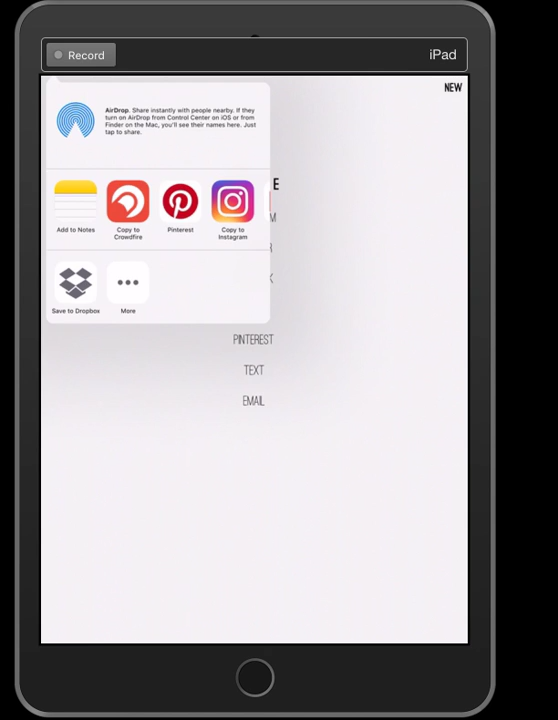 Record
iPad
NEW
AirDrop. Share instantly with people nearby. If they
turn on AirDrop from Control Center on iOS or from
Finder on the Mac, you'll see their names here. Just
tap to share.
E
Add to Notes
Copy to
Crowdfire
Pinterest
Copy to
Instagram
M
R
K
Save to Dropbox
More
PINTEREST
TEXT
EMAIL